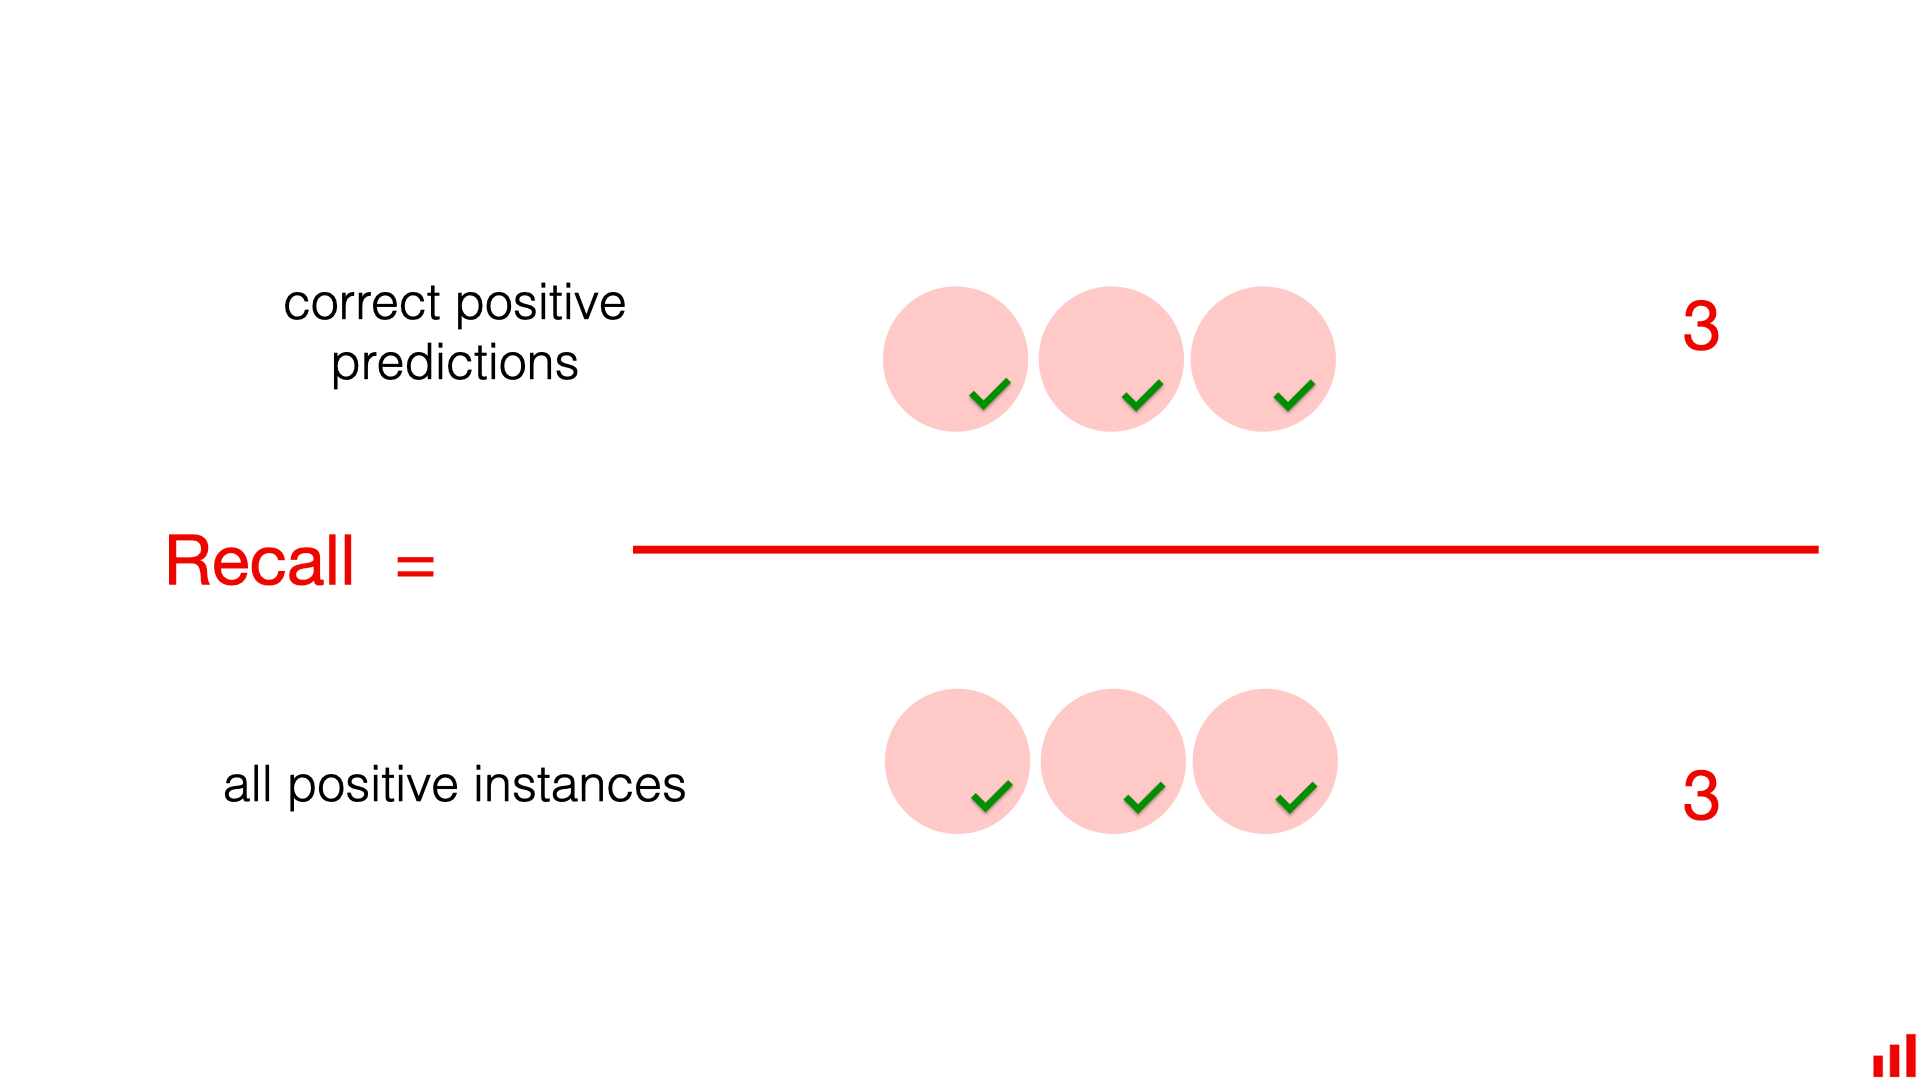 correct positive
predictions
3
Recall =
all positive instances
3